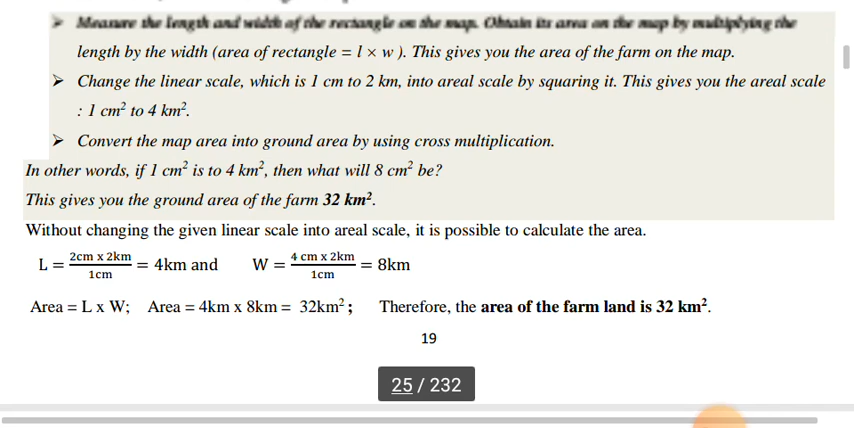 ➤ Measure the length and width of the rectangle on the map. Obtain its area on the map by multiplying the
length by the width (area of rectangle = l × w ). This gives you the area of the farm on the map.
➤ Change the linear scale, which is 1 cm to 2 km, into areal scale by squaring it. This gives you the areal scale
: 1 cm² to 4 km².
➤ Convert the map area into ground area by using cross multiplication.
In other words, if 1 cm² is to 4 km², then what will 8 cm² be?
This gives you the ground area of the farm 32 km².
Without changing the given linear scale into areal scale, it is possible to calculate the area.
L = 2cm x 2km / 1cm = 4km and W = 4 cm x 2km / 1cm = 8km
Area = L x W; Area = 4km x 8km = 32km² ; Therefore, the area of the farm land is 32 km².
19
25 / 232